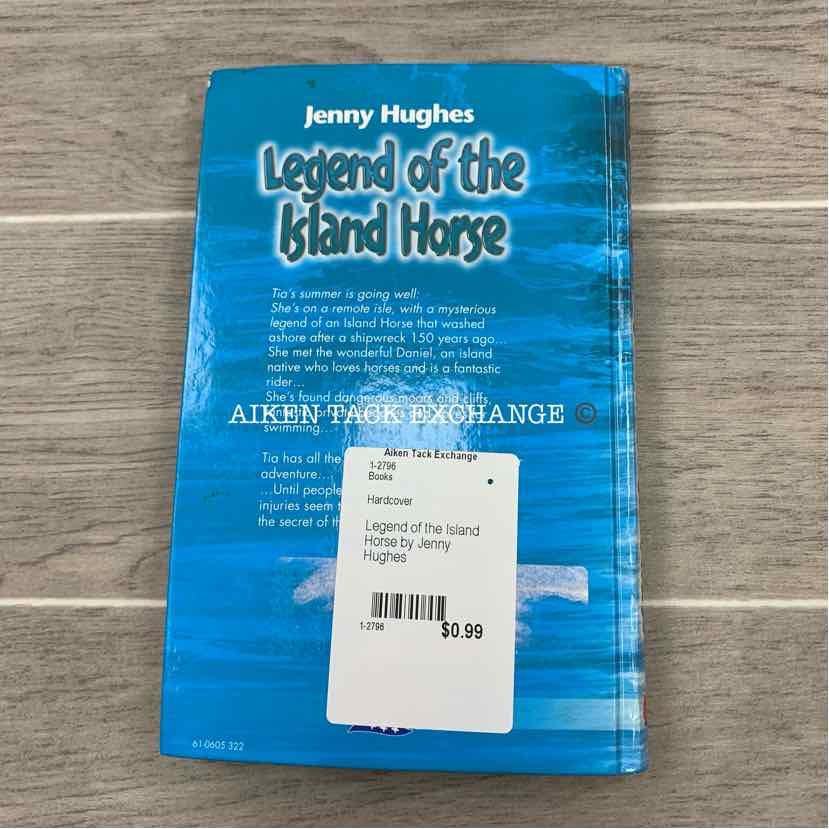 Jenny Hughes
Legend of the
Island Horse
Tia's summer is going well:
She's on a remote isle, with a mysterious
legend of an Island Horse that washed
ashore after a shipwreck 150 years ago...
She met the wonderful Daniel, an island
native who loves horses and is a fantastic
rider...
She's found dangerous moors and cliffs,
AIKEN TACK EXCHANGE ©
swimming...
Tia has all the
adventure...
...Until people
injuries seem
the secret of
Aiken Tack Exchange
1-2796
Books
Hardcover
Legend of the Island
Horse by Jenny
Hughes
1-2796
$0.99
61-0605 322